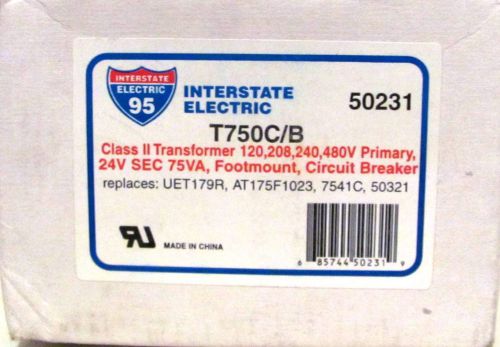 INTERSTATE
ELECTRIC
95
INTERSTATE
ELECTRIC
50231
T750C/B
Class II Transformer 120,208,240,480V Primary,
24V SEC 75VA, Footmount, Circuit Breaker
replaces: UET179R, AT175F1023, 7541C, 50321
RU
MADE IN CHINA
6 85744 50231 9